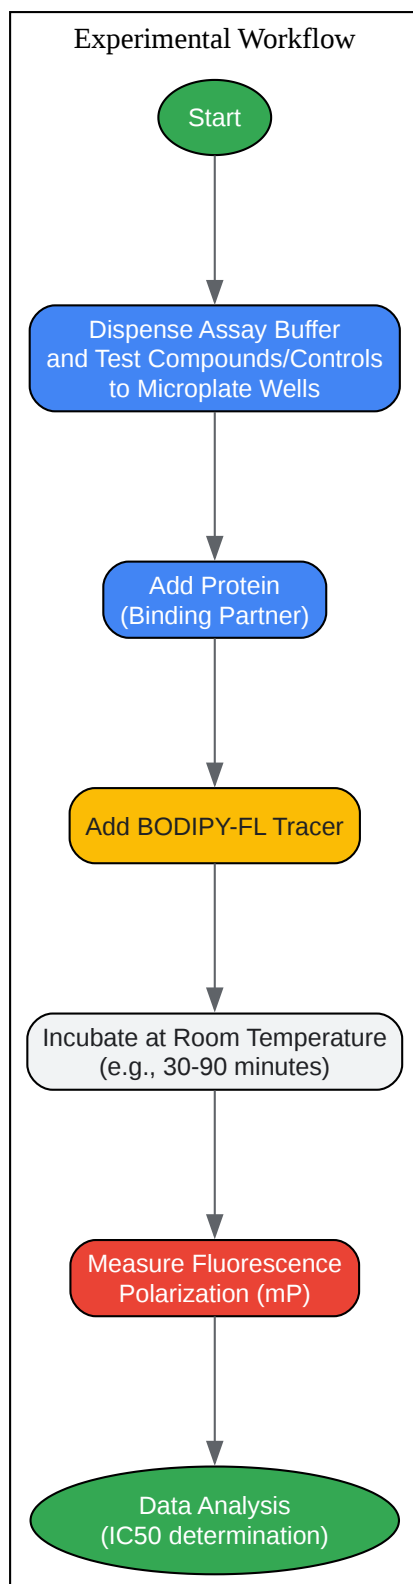 Experimental Workflow
Start
Dispense Assay Buffer
and Test Compounds/Controls
to Microplate Wells
Add Protein
(Binding Partner)
Add BODIPY-FL Tracer
Incubate at Room Temperature
(e.g., 30-90 minutes)
Measure Fluorescence
Polarization (mP)
Data Analysis
(IC50 determination)